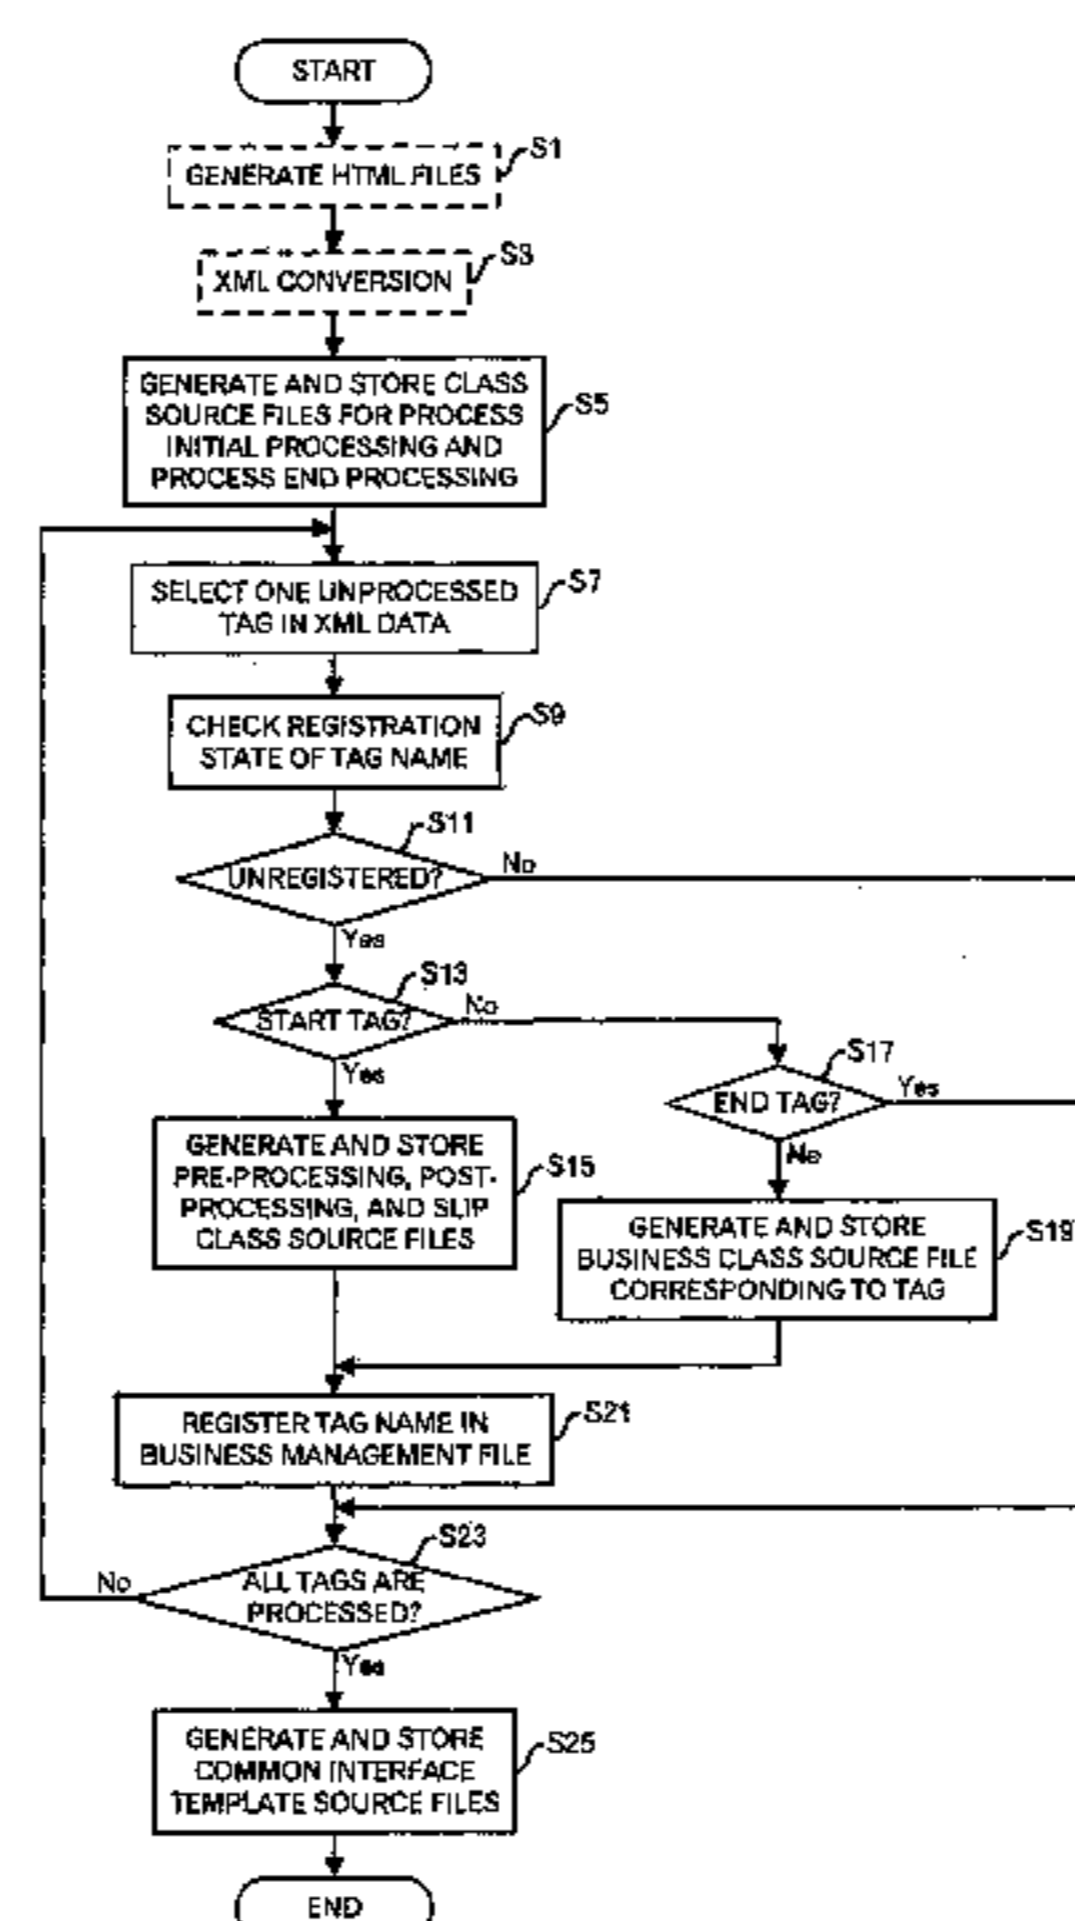 START
GENERATE HTML FILES
S1
XML CONVERSION
S3
GENERATE AND STORE CLASS
SOURCE FILES FOR PROCESS
INITIAL PROCESSING AND
PROCESS END PROCESSING
S5
SELECT ONE UNPROCESSED
TAG IN XML DATA
S7
CHECK REGISTRATION
STATE OF TAG NAME
S9
S11
UNREGISTERED?
No
Yes
S13
START TAG?
No
Yes
S17
END TAG?
Yes
No
GENERATE AND STORE
PRE-PROCESSING, POST-
PROCESSING, AND SLIP
CLASS SOURCE FILES
S15
GENERATE AND STORE
BUSINESS CLASS SOURCE FILE
CORRESPONDING TO TAG
S19
REGISTER TAG NAME IN
BUSINESS MANAGEMENT FILE
S21
S23
ALL TAGS ARE
PROCESSED?
No
Yes
GENERATE AND STORE
COMMON INTERFACE
TEMPLATE SOURCE FILES
S25
END